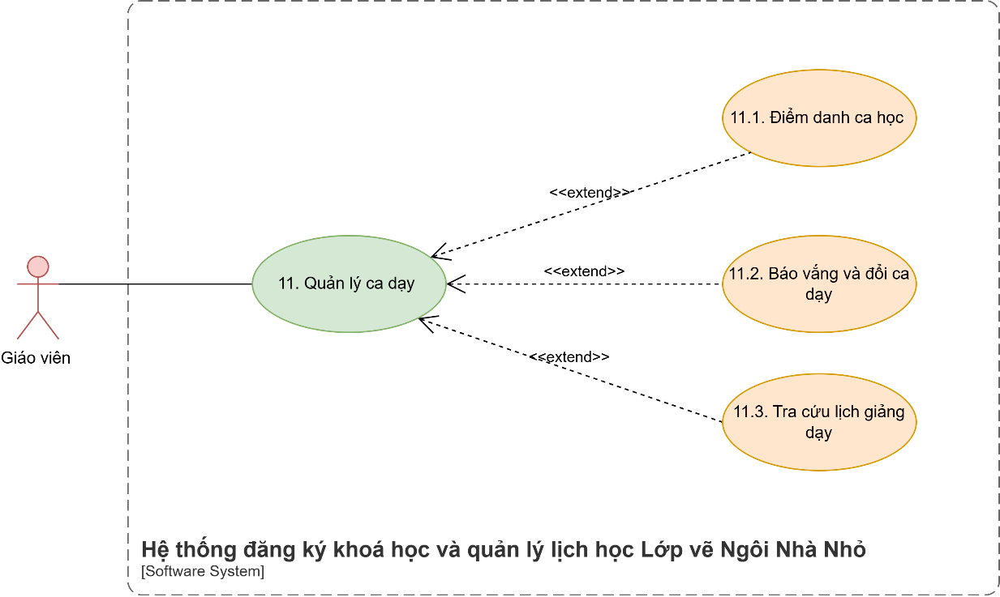 11.1. Điểm danh ca học
<<extend>>
11. Quản lý ca dạy
<<extend>>
11.2. Báo vắng và đổi ca
dạy
Giáo viên
<<extend>>
11.3. Tra cứu lịch giảng
dạy
Hệ thống đăng ký khoá học và quản lý lịch học Lớp vẽ Ngôi Nhà Nhỏ
[Software System]